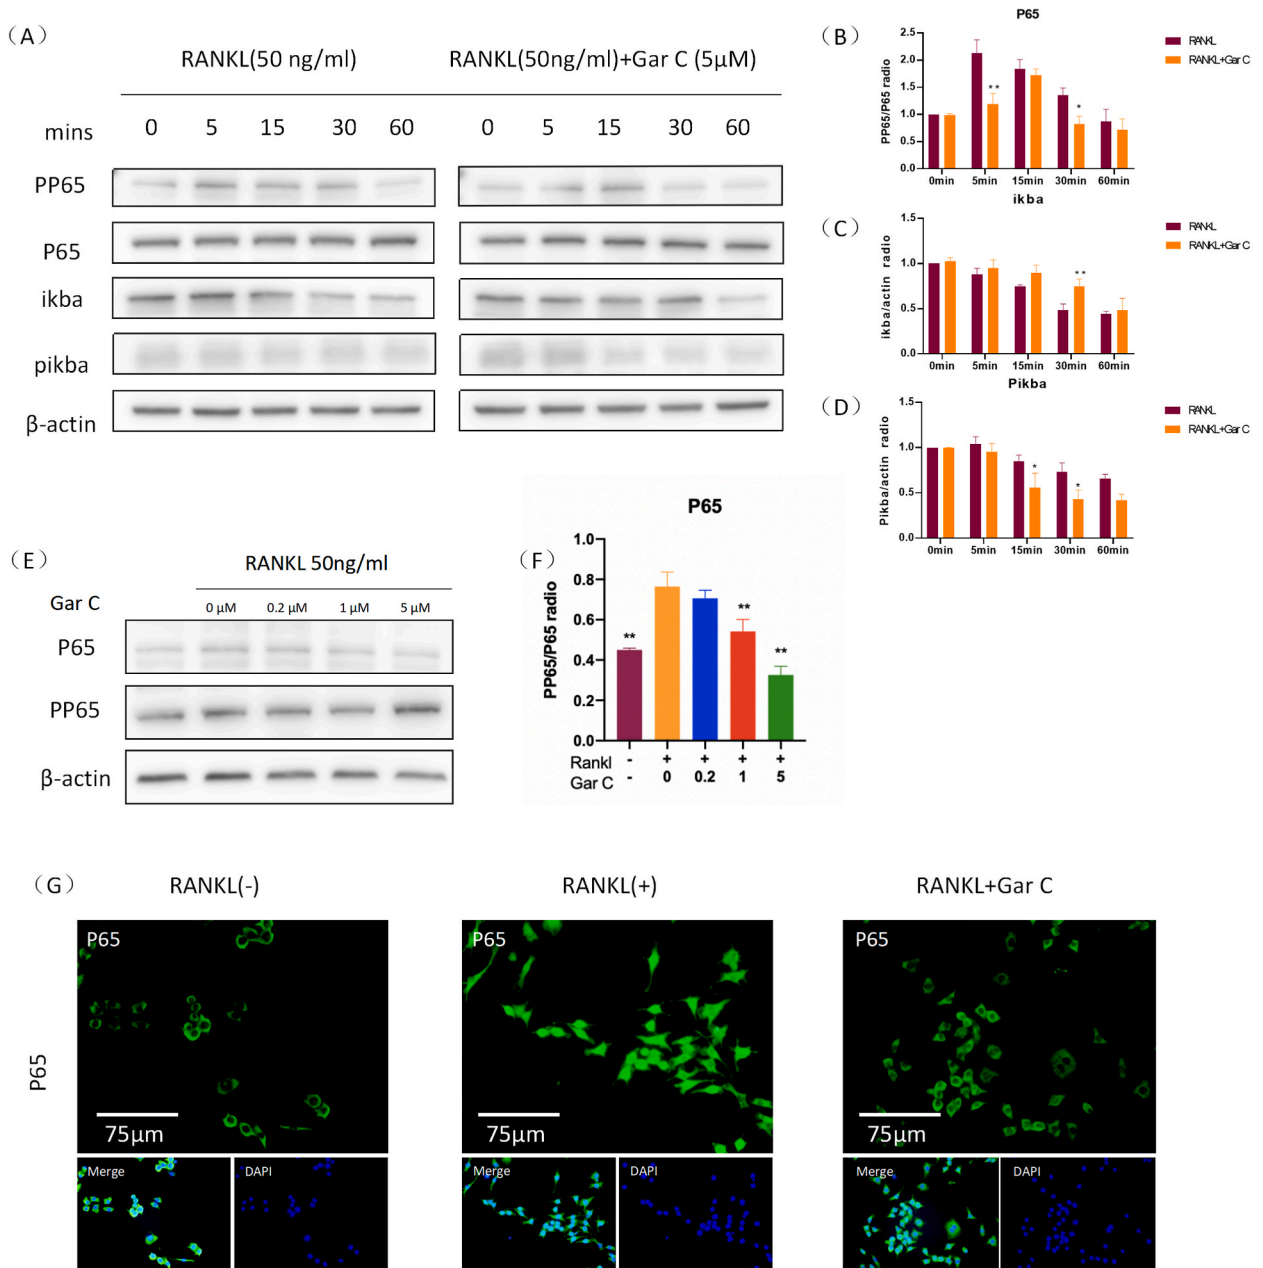 （A）
RANKL(50 ng/ml)
RANKL(50ng/ml)+Gar C (5μM)
mins
0 5 15 30 60
0 5 15 30 60
PP65
P65
ikba
pikba
β-actin
（B）
P65
PP65/P65 radio
2.5
2.0
1.5
1.0
0.5
0.0
**
*
0min 5min 15min 30min 60min
RANKL
RANKL+Gar C
（C）
ikba
ikba/actin radio
1.5
1.0
0.5
0.0
**
0min 5min 15min 30min 60min
RANKL
RANKL+Gar C
（D）
Pikba
Pikba/actin radio
1.5
1.0
0.5
0.0
*
*
0min 5min 15min 30min 60min
RANKL
RANKL+Gar C
（E）
RANKL 50ng/ml
Gar C
0 μM 0.2 μM 1 μM 5 μM
P65
PP65
β-actin
（F）
P65
PP65/P65 radio
1.0
0.8
0.6
0.4
0.2
0.0
**
**
**
Rankl - + + + +
Gar C - 0 0.2 1 5
（G）
RANKL(-)
RANKL(+)
RANKL+Gar C
P65
P65
75μm
Merge
DAPI
P65
75μm
Merge
DAPI
P65
75μm
Merge
DAPI